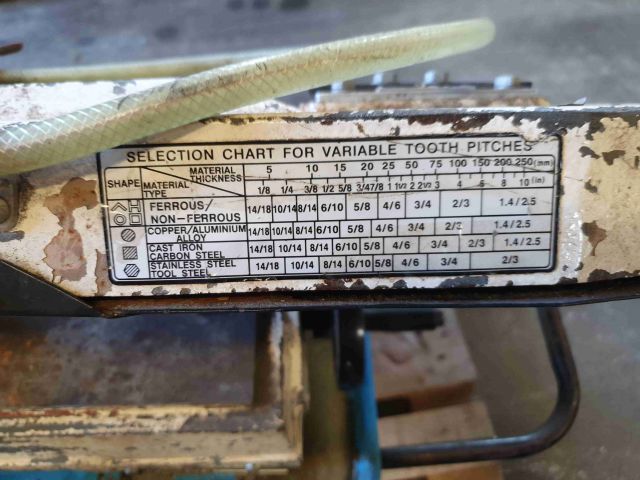 SELECTION CHART FOR VARIABLE TOOTH PITCHES
SHAPE MATERIAL THICKNESS 5 10 15 20 25 50 75 100 150 200 250 (mm)
MATERIAL TYPE 1/8 1/4 3/8 1/2 5/8 3/4 7/8 1 1 1/2 2 2 1/2 3 4 6 8 10 (in)
FERROUS/ NON-FERROUS 14/18 10/14 8/14 6/10 5/8 4/6 3/4 2/3 1.4/2.5
COPPER/ALUMINIUM ALLOY 14/18 10/14 8/14 6/10 5/8 4/6 3/4 2/3 1.4/2.5
CAST IRON CARBON STEEL 14/18 10/14 8/14 6/10 5/8 4/6 3/4 2/3 1.4/2.5
STAINLESS STEEL TOOL STEEL 14/18 10/14 8/14 6/10 5/8 4/6 3/4 2/3